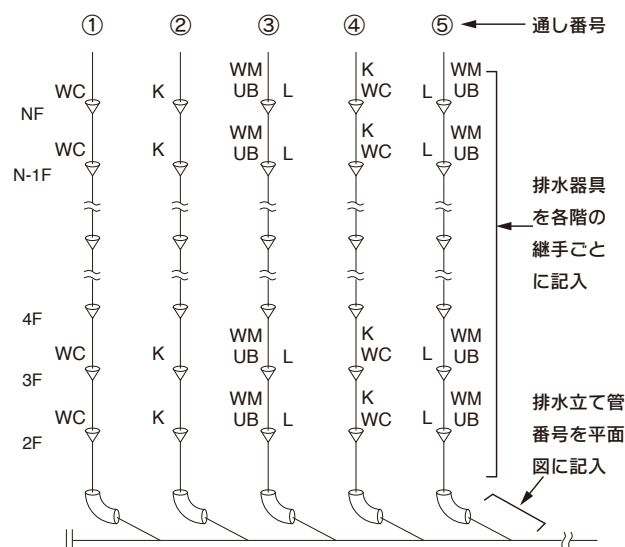 ① ② ③ ④ ⑤ 通し番号
WC K WM UB L K WC L WM UB
NF
WC K WM UB L K WC L WM UB
N-1F
排水器具
を各階の
継手ごと
に記入
4F
WC K WM UB L K WC L WM UB
3F
WC K WM UB L K WC L WM UB
2F
排水立て管
番号を平面
図に記入